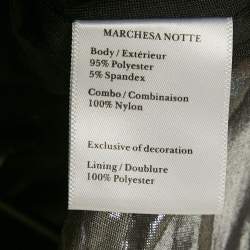 MARCHESA NOTTE
Body / Extérieur
95% Polyester
5% Spandex
Combo / Combinaison
100% Nylon
Exclusive of decoration
Lining / Doublure
100% Polyester